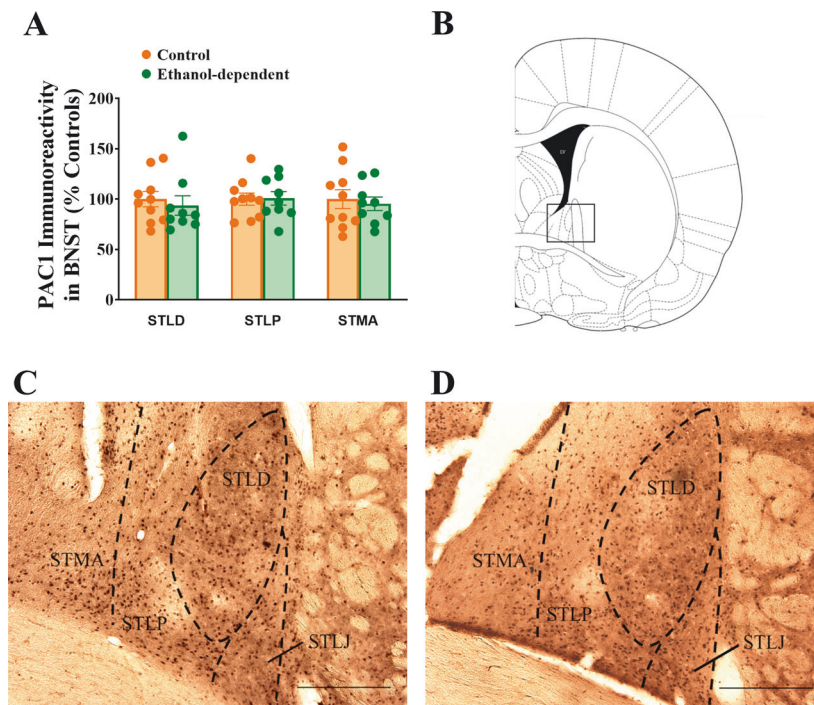 A
Control
Ethanol-dependent
PAC1 Immunoreactivity
in BNST (% Controls)
200
150
100
50
0
STLD
STLP
STMA
B
LV
C
STLD
STMA
STLP
STLJ
D
STLD
STMA
STLP
STLJ